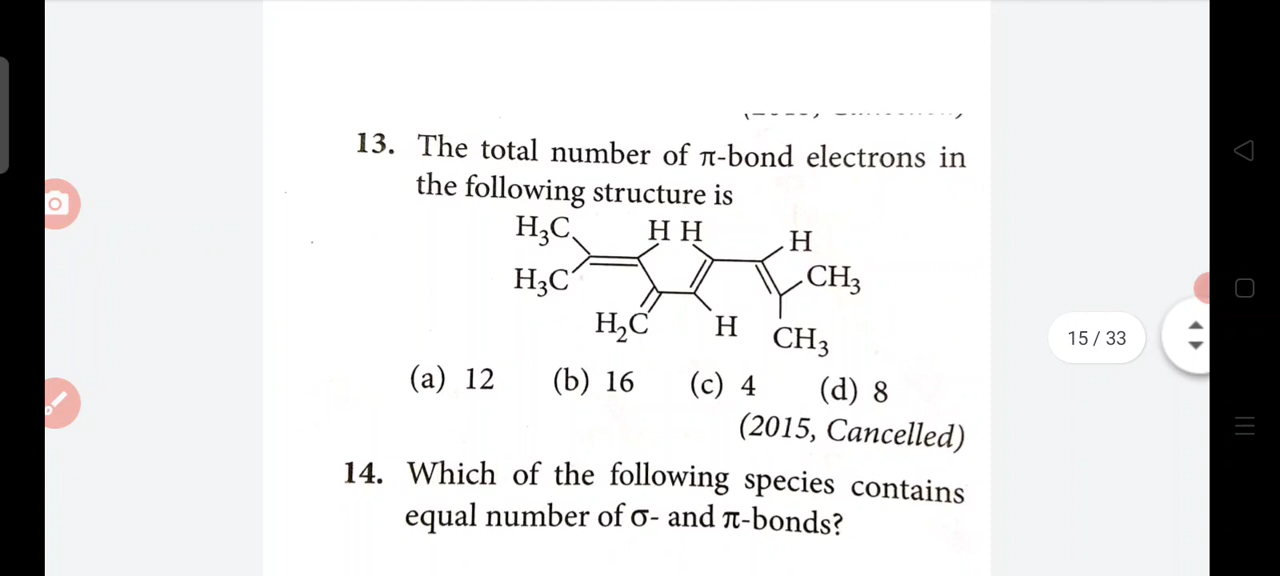 13. The total number of π-bond electrons in
the following structure is
H₃C H H H
H₃C CH₃
H₂C H CH₃
(a) 12 (b) 16 (c) 4 (d) 8
(2015, Cancelled)
14. Which of the following species contains
equal number of σ- and π-bonds?
15 / 33